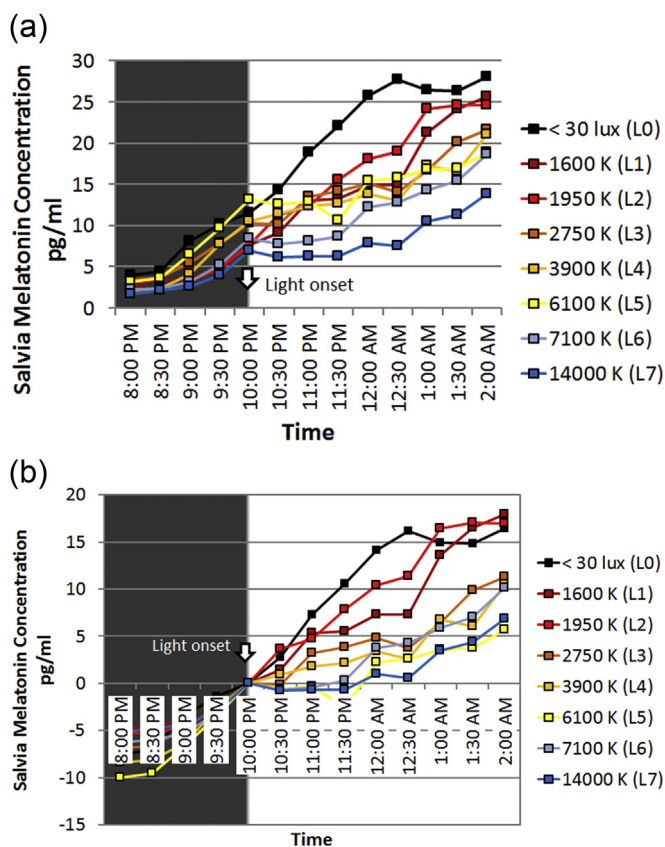 (a)
Salvia Melatonin Concentration
pg/ml
30
25
20
15
10
5
0
Light onset
8:00 PM
8:30 PM
9:00 PM
9:30 PM
10:00 PM
10:30 PM
11:00 PM
11:30 PM
12:00 AM
12:30 AM
1:00 AM
1:30 AM
2:00 AM
Time
< 30 lux (L0)
1600 K (L1)
1950 K (L2)
2750 K (L3)
3900 K (L4)
6100 K (L5)
7100 K (L6)
14000 K (L7)
(b)
Salvia Melatonin Concentration
pg/ml
20
15
10
5
0
-5
-10
-15
Light onset
8:00 PM
8:30 PM
9:00 PM
9:30 PM
10:00 PM
10:30 PM
11:00 PM
11:30 PM
12:00 AM
12:30 AM
1:00 AM
1:30 AM
2:00 AM
Time
< 30 lux (L0)
1600 K (L1)
1950 K (L2)
2750 K (L3)
3900 K (L4)
6100 K (L5)
7100 K (L6)
14000 K (L7)